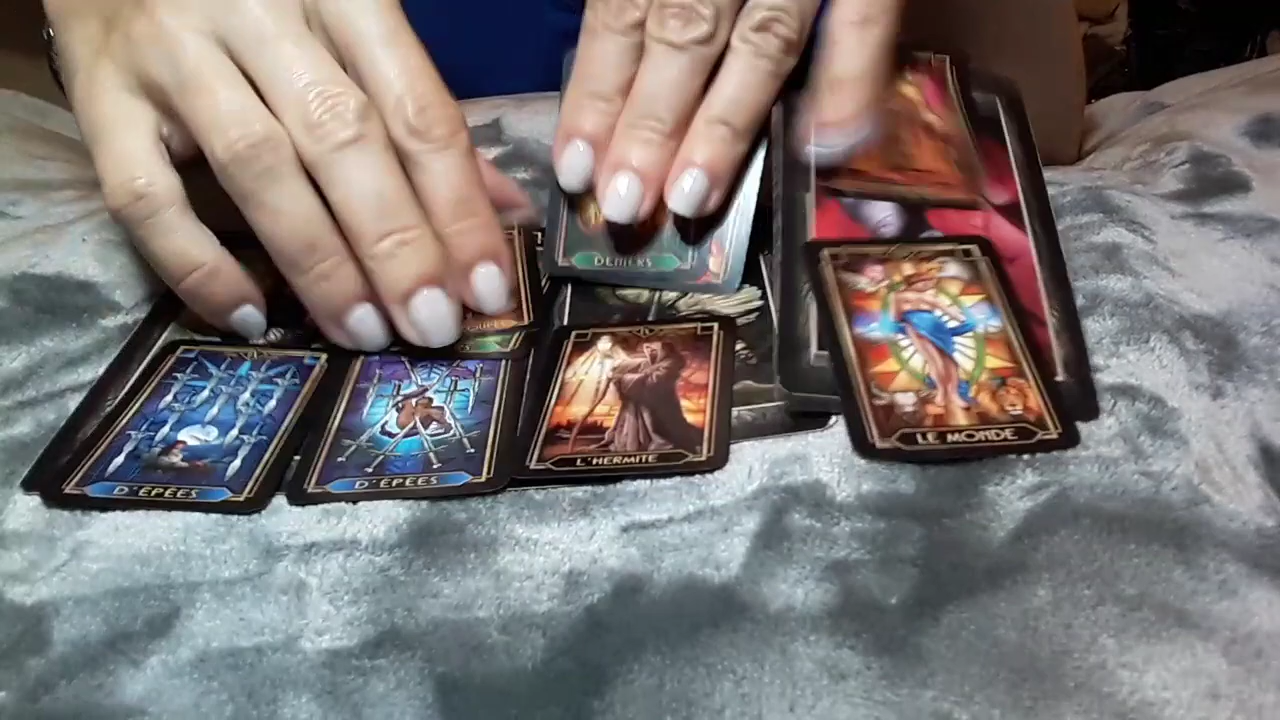 DENIERS
D'ÉPÉES
D'ÉPÉES
L'HERMITE
LE MONDE